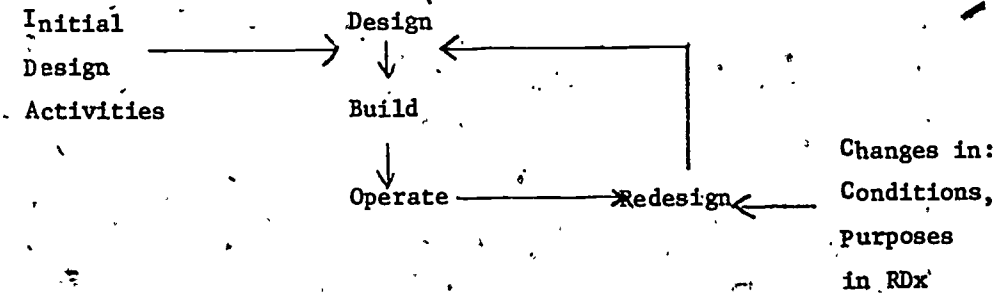 Initial
Design
Activities
Design
Build
Operate
Redesign
Changes in:
Conditions,
Purposes
in RDx